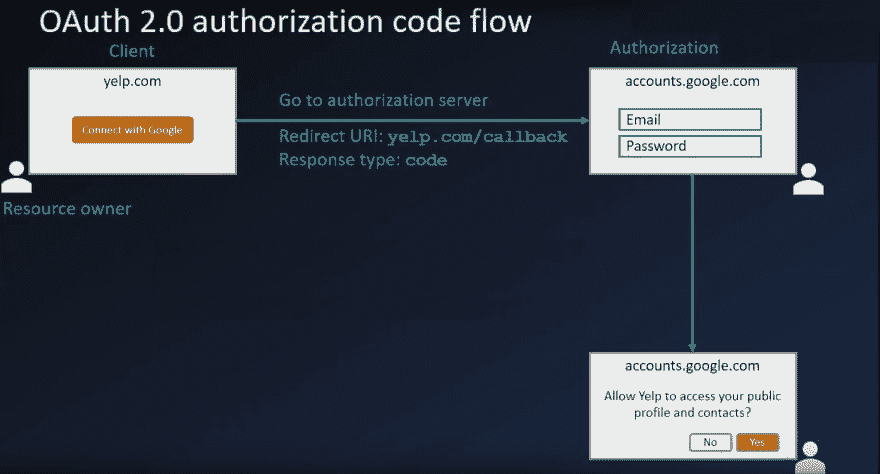 OAuth 2.0 authorization code flow
Client
Authorization
yelp.com
Connect with Google
Go to authorization server
Redirect URI: yelp.com/callback
Response type: code
accounts.google.com
Email
Password
Resource owner
accounts.google.com
Allow Yelp to access your public
profile and contacts?
No
Yes